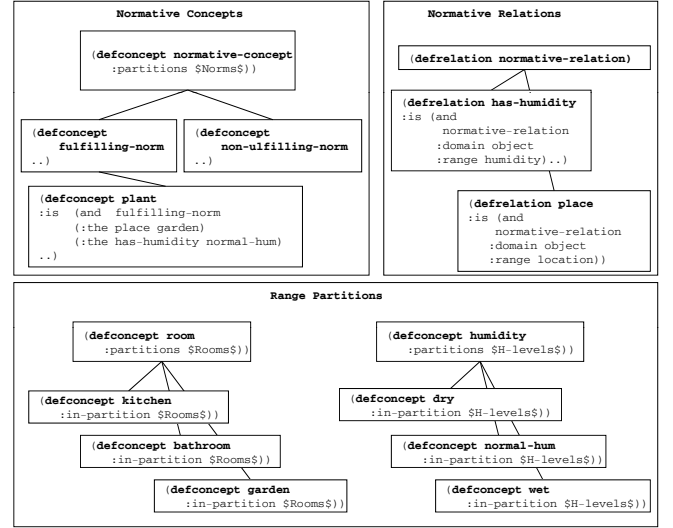 Normative Concepts
(defconcept normative-concept
:partitions $Norms$))
(defconcept
fulfilling-norm
..)
(defconcept
non-ulfilling-norm
..)
(defconcept plant
:is (and fulfilling-norm
(:the place garden)
(:the has-humidity normal-hum)
..)
Normative Relations
(defrelation normative-relation)
(defrelation has-humidity
:is (and
normative-relation
:domain object
:range humidity)..)
(defrelation place
:is (and
normative-relation
:domain object
:range location))
Range Partitions
(defconcept room
:partitions $Rooms$))
(defconcept kitchen
:in-partition $Rooms$))
(defconcept bathroom
:in-partition $Rooms$))
(defconcept garden
:in-partition $Rooms$))
(defconcept humidity
:partitions $H-levels$))
(defconcept dry
:in-partition $H-levels$))
(defconcept normal-hum
:in-partition $H-levels$))
(defconcept wet
:in-partition $H-levels$))